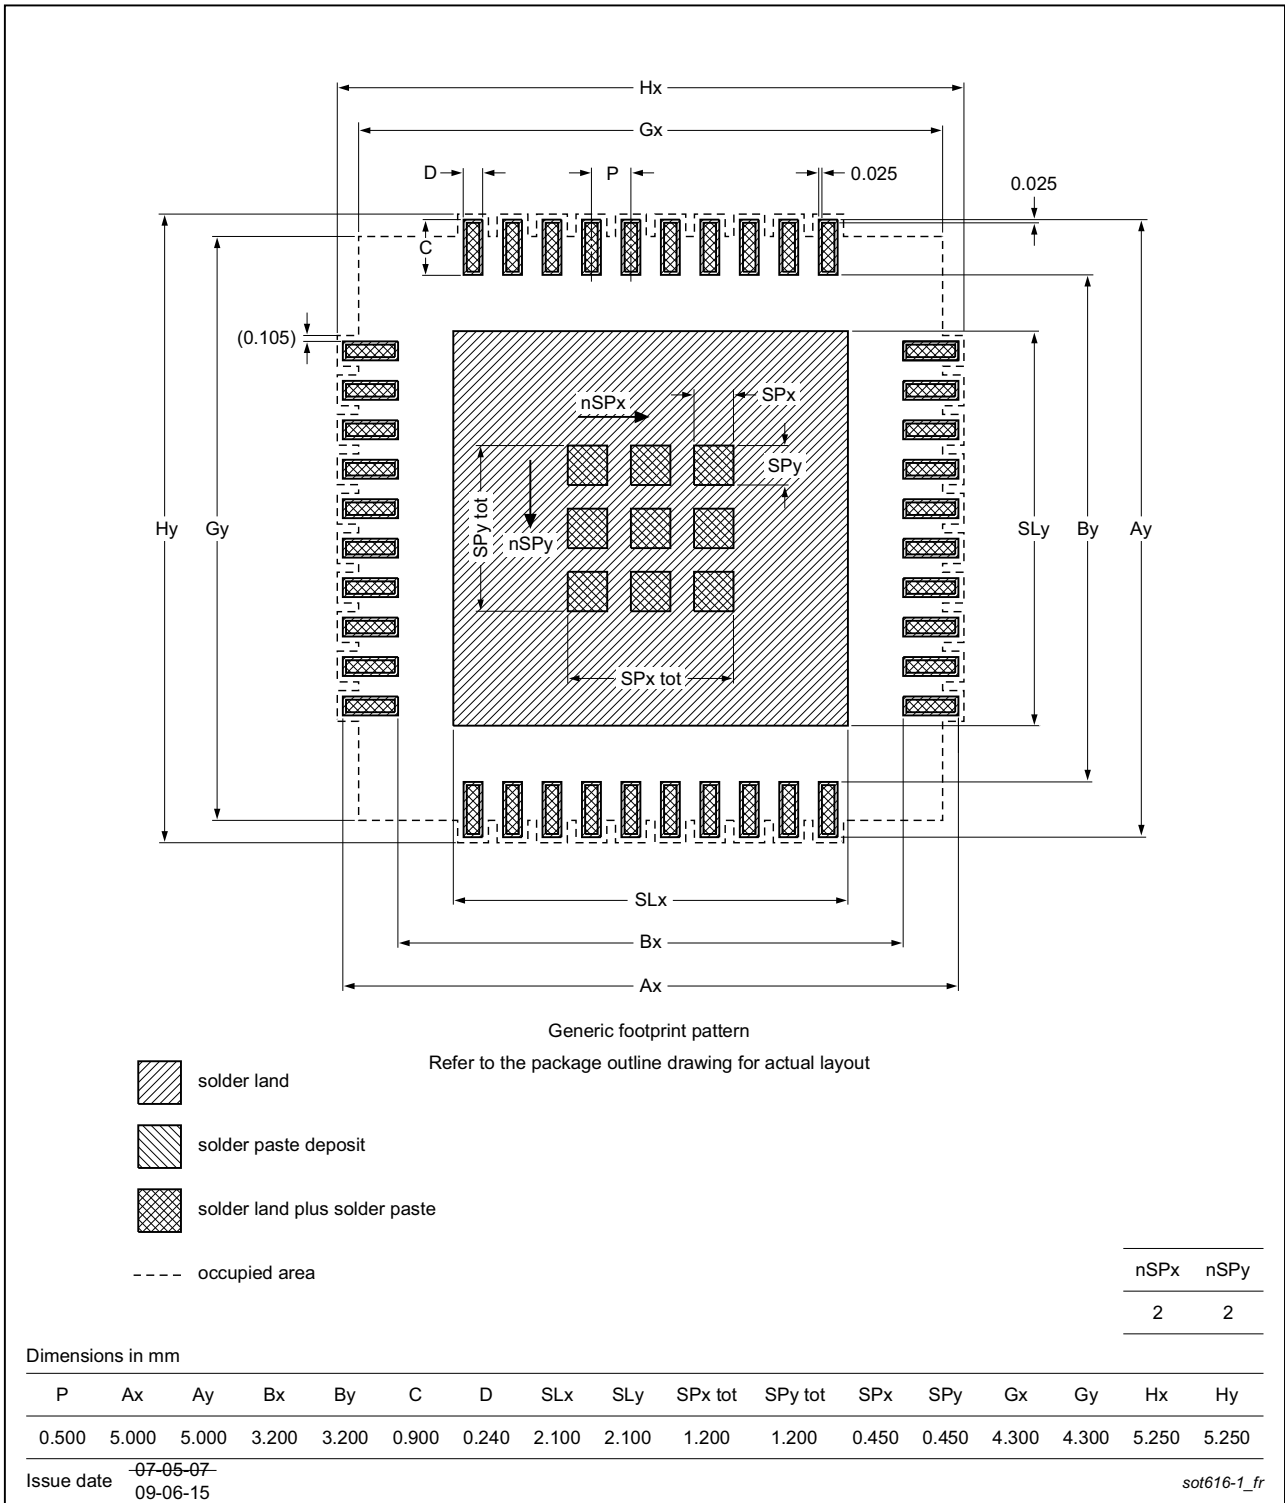 Hx
Gx
D
P
0.025
0.025
C
(0.105)
nSPx
SPx
SPy
SPy tot
nSPy
Hy
Gy
SLy
By
Ay
SPx tot
SLx
Bx
Ax
Generic footprint pattern
Refer to the package outline drawing for actual layout
solder land
solder paste deposit
solder land plus solder paste
occupied area
nSPx nSPy
2 2
Dimensions in mm
P Ax Ay Bx By C D SLx SLy SPx tot SPy tot SPx SPy Gx Gy Hx Hy
0.500 5.000 5.000 3.200 3.200 0.900 0.240 2.100 2.100 1.200 1.200 0.450 0.450 4.300 4.300 5.250 5.250
Issue date 07-05-07
09-06-15
sot616-1_fr